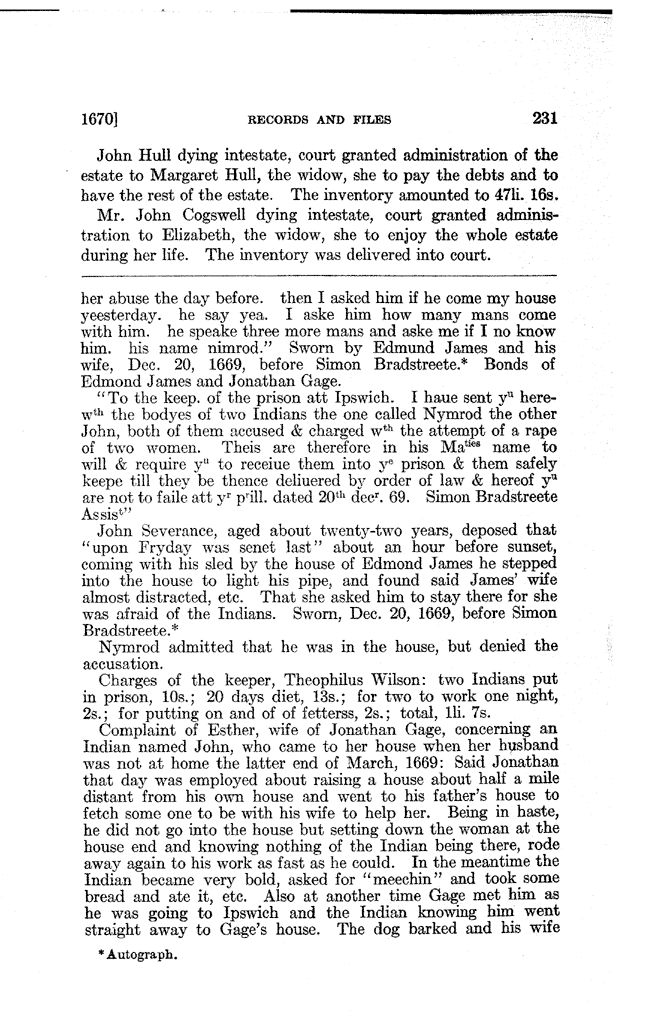 1670] RECORDS AND FILES 231
John Hull dying intestate, court granted administration of the
estate to Margaret Hull, the widow, she to pay the debts and to
have the rest of the estate. The inventory amounted to 47li. 16s.
Mr. John Cogswell dying intestate, court granted adminis-
tration to Elizabeth, the widow, she to enjoy the whole estate
during her life. The inventory was delivered into court.
her abuse the day before. then I asked him if he come my house
yeesterday. he say yea. I aske him how many mans come
with him. he speake three more mans and aske me if I no know
him. his name nimrod.” Sworn by Edmund James and his
wife, Dec. 20, 1669, before Simon Bradstreete.* Bonds of
Edmond James and Jonathan Gage.
“To the keep. of the prison att Ipswich. I haue sent yᵘ here-
wᵗʰ the bodyes of two Indians the one called Nymrod the other
John, both of them accused & charged wᵗʰ the attempt of a rape
of two women. Theis are therefore in his Maᵗⁱᵉˢ name to
will & require yᵘ to receiue them into yᵉ prison & them safely
keepe till they be thence deliuered by order of law & hereof yᵘ
are not to faile att yʳ pʳill. dated 20ᵗʰ decʳ. 69. Simon Bradstreete
Assisᵗ”
John Severance, aged about twenty-two years, deposed that
“upon Fryday was senet last” about an hour before sunset,
coming with his sled by the house of Edmond James he stepped
into the house to light his pipe, and found said James’ wife
almost distracted, etc. That she asked him to stay there for she
was afraid of the Indians. Sworn, Dec. 20, 1669, before Simon
Bradstreete.*
Nymrod admitted that he was in the house, but denied the
accusation.
Charges of the keeper, Theophilus Wilson: two Indians put
in prison, 10s.; 20 days diet, 13s.; for two to work one night,
2s.; for putting on and of of fetterss, 2s.; total, 1li. 7s.
Complaint of Esther, wife of Jonathan Gage, concerning an
Indian named John, who came to her house when her husband
was not at home the latter end of March, 1669: Said Jonathan
that day was employed about raising a house about half a mile
distant from his own house and went to his father’s house to
fetch some one to be with his wife to help her. Being in haste,
he did not go into the house but setting down the woman at the
house end and knowing nothing of the Indian being there, rode
away again to his work as fast as he could. In the meantime the
Indian became very bold, asked for “meechin” and took some
bread and ate it, etc. Also at another time Gage met him as
he was going to Ipswich and the Indian knowing him went
straight away to Gage’s house. The dog barked and his wife
*Autograph.